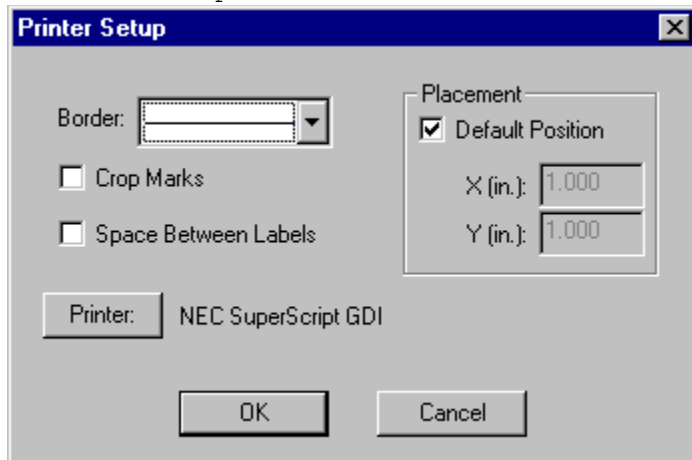 Printer Setup
Border:
Crop Marks
Space Between Labels
Placement
Default Position
X (in.): 1.000
Y (in.): 1.000
Printer: NEC SuperScript GDI
OK Cancel